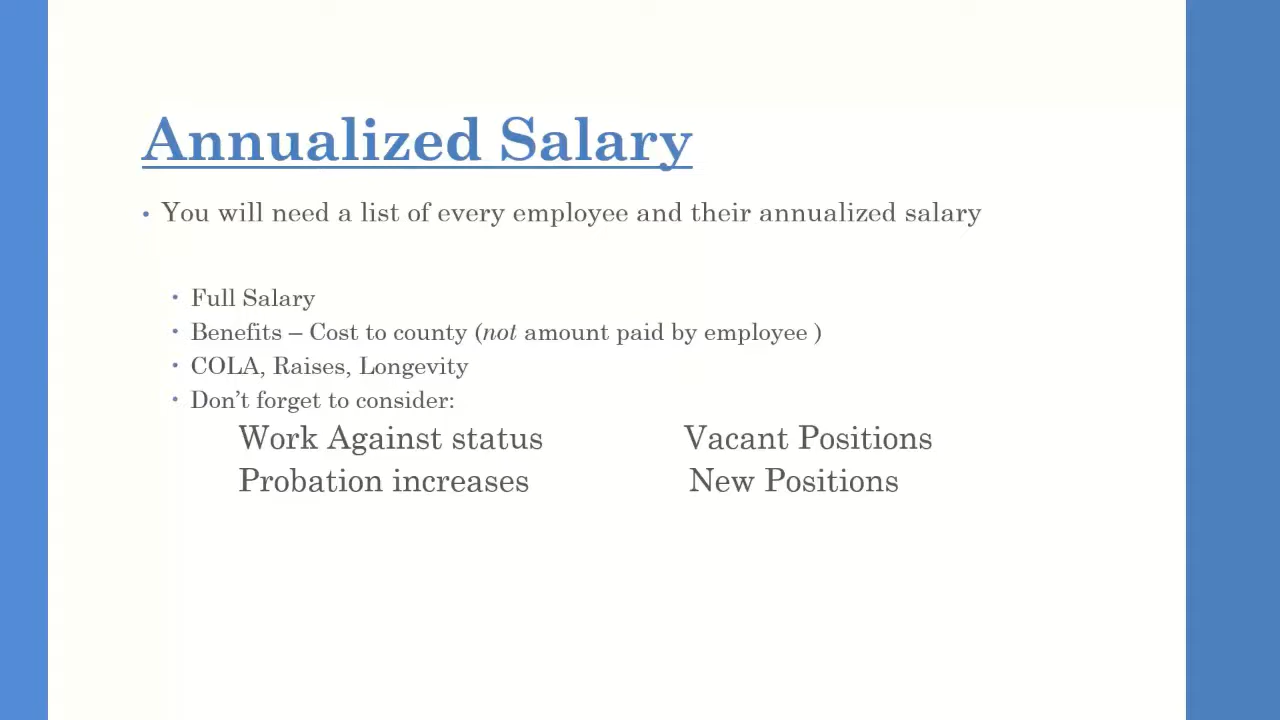 Annualized Salary
• You will need a list of every employee and their annualized salary
• Full Salary
• Benefits – Cost to county (not amount paid by employee )
• COLA, Raises, Longevity
• Don’t forget to consider:
Work Against status Vacant Positions
Probation increases New Positions